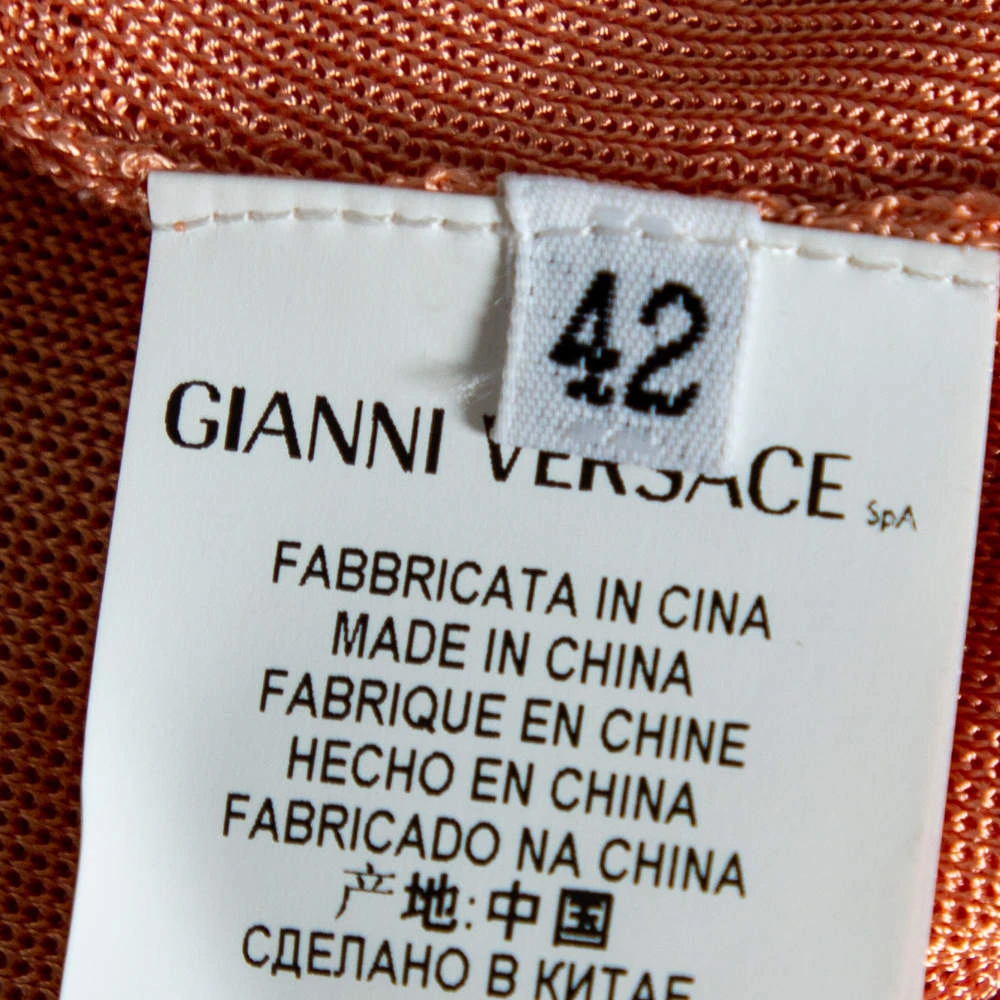 42
GIANNI VERSACE SpA
FABBRICATA IN CINA
MADE IN CHINA
FABRIQUE EN CHINE
HECHO EN CHINA
FABRICADO NA CHINA
产地:中国
СДЕЛАНО В КИТАЕ